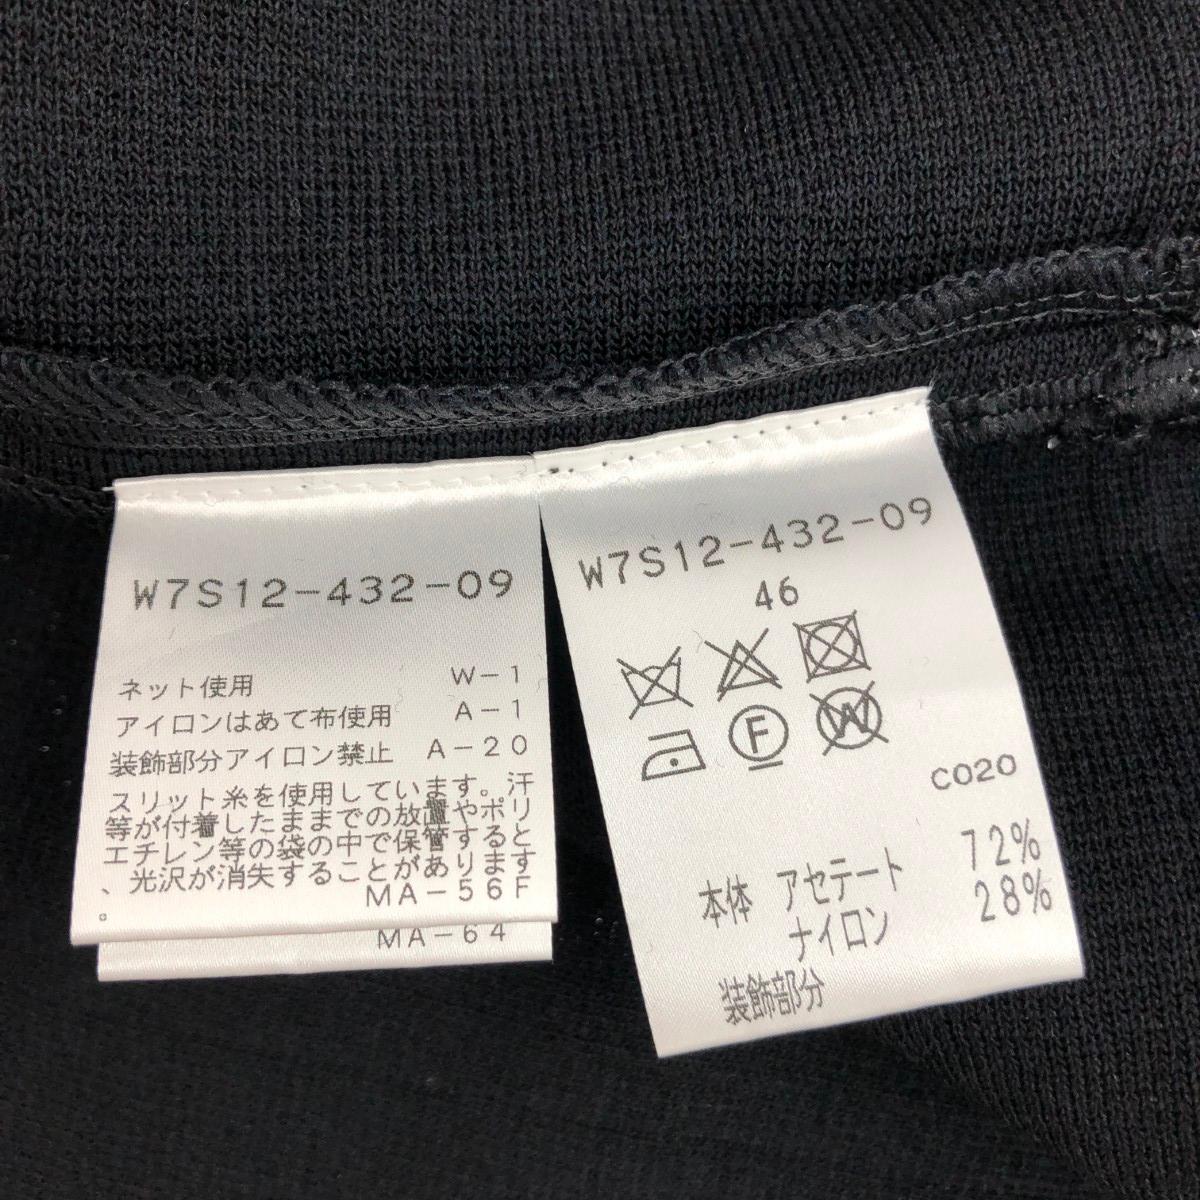 W7S12-432-09
ネット使用 W-1
アイロンはあて布使用 A-1
装飾部分アイロン禁止 A-20
スリット糸を使用しています。汗
等が付着したままでの放置やポリ
エチレン等の袋の中で保管すると
、光沢が消失することがあります
。 MA-56F
MA-64
W7S12-432-09
46
F
W
C020
本体 アセテート 72%
ナイロン 28%
装飾部分